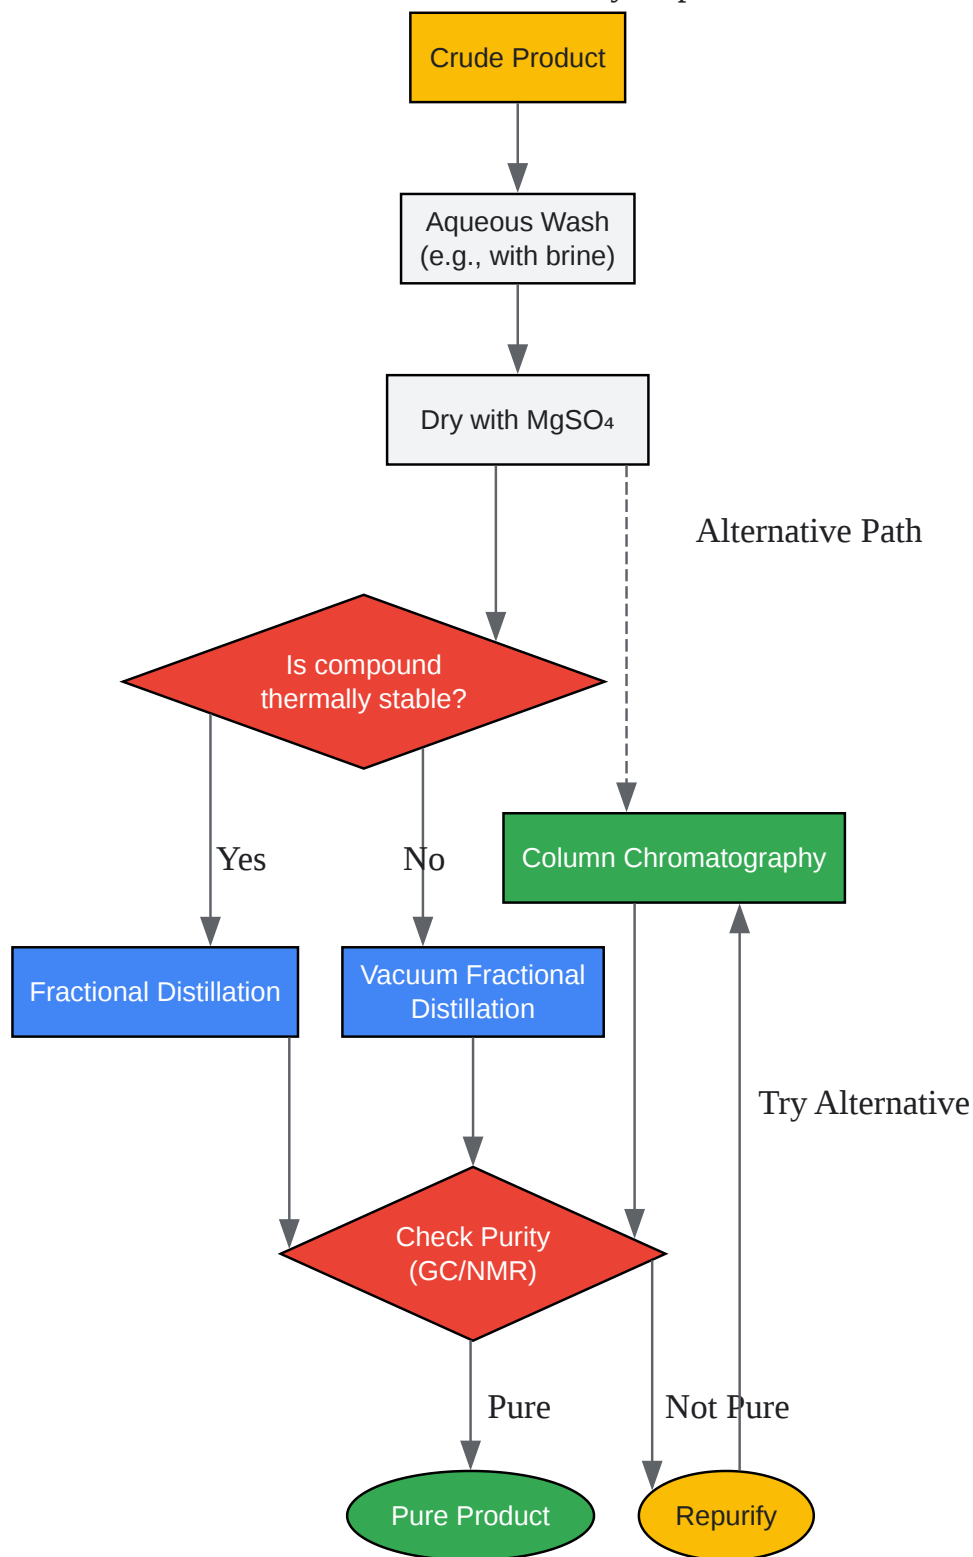 Crude Product
Aqueous Wash
(e.g., with brine)
Dry with MgSO₄
Alternative Path
Is compound
thermally stable?
Yes
No
Column Chromatography
Fractional Distillation
Vacuum Fractional
Distillation
Try Alternative
Check Purity
(GC/NMR)
Pure
Not Pure
Pure Product
Repurify